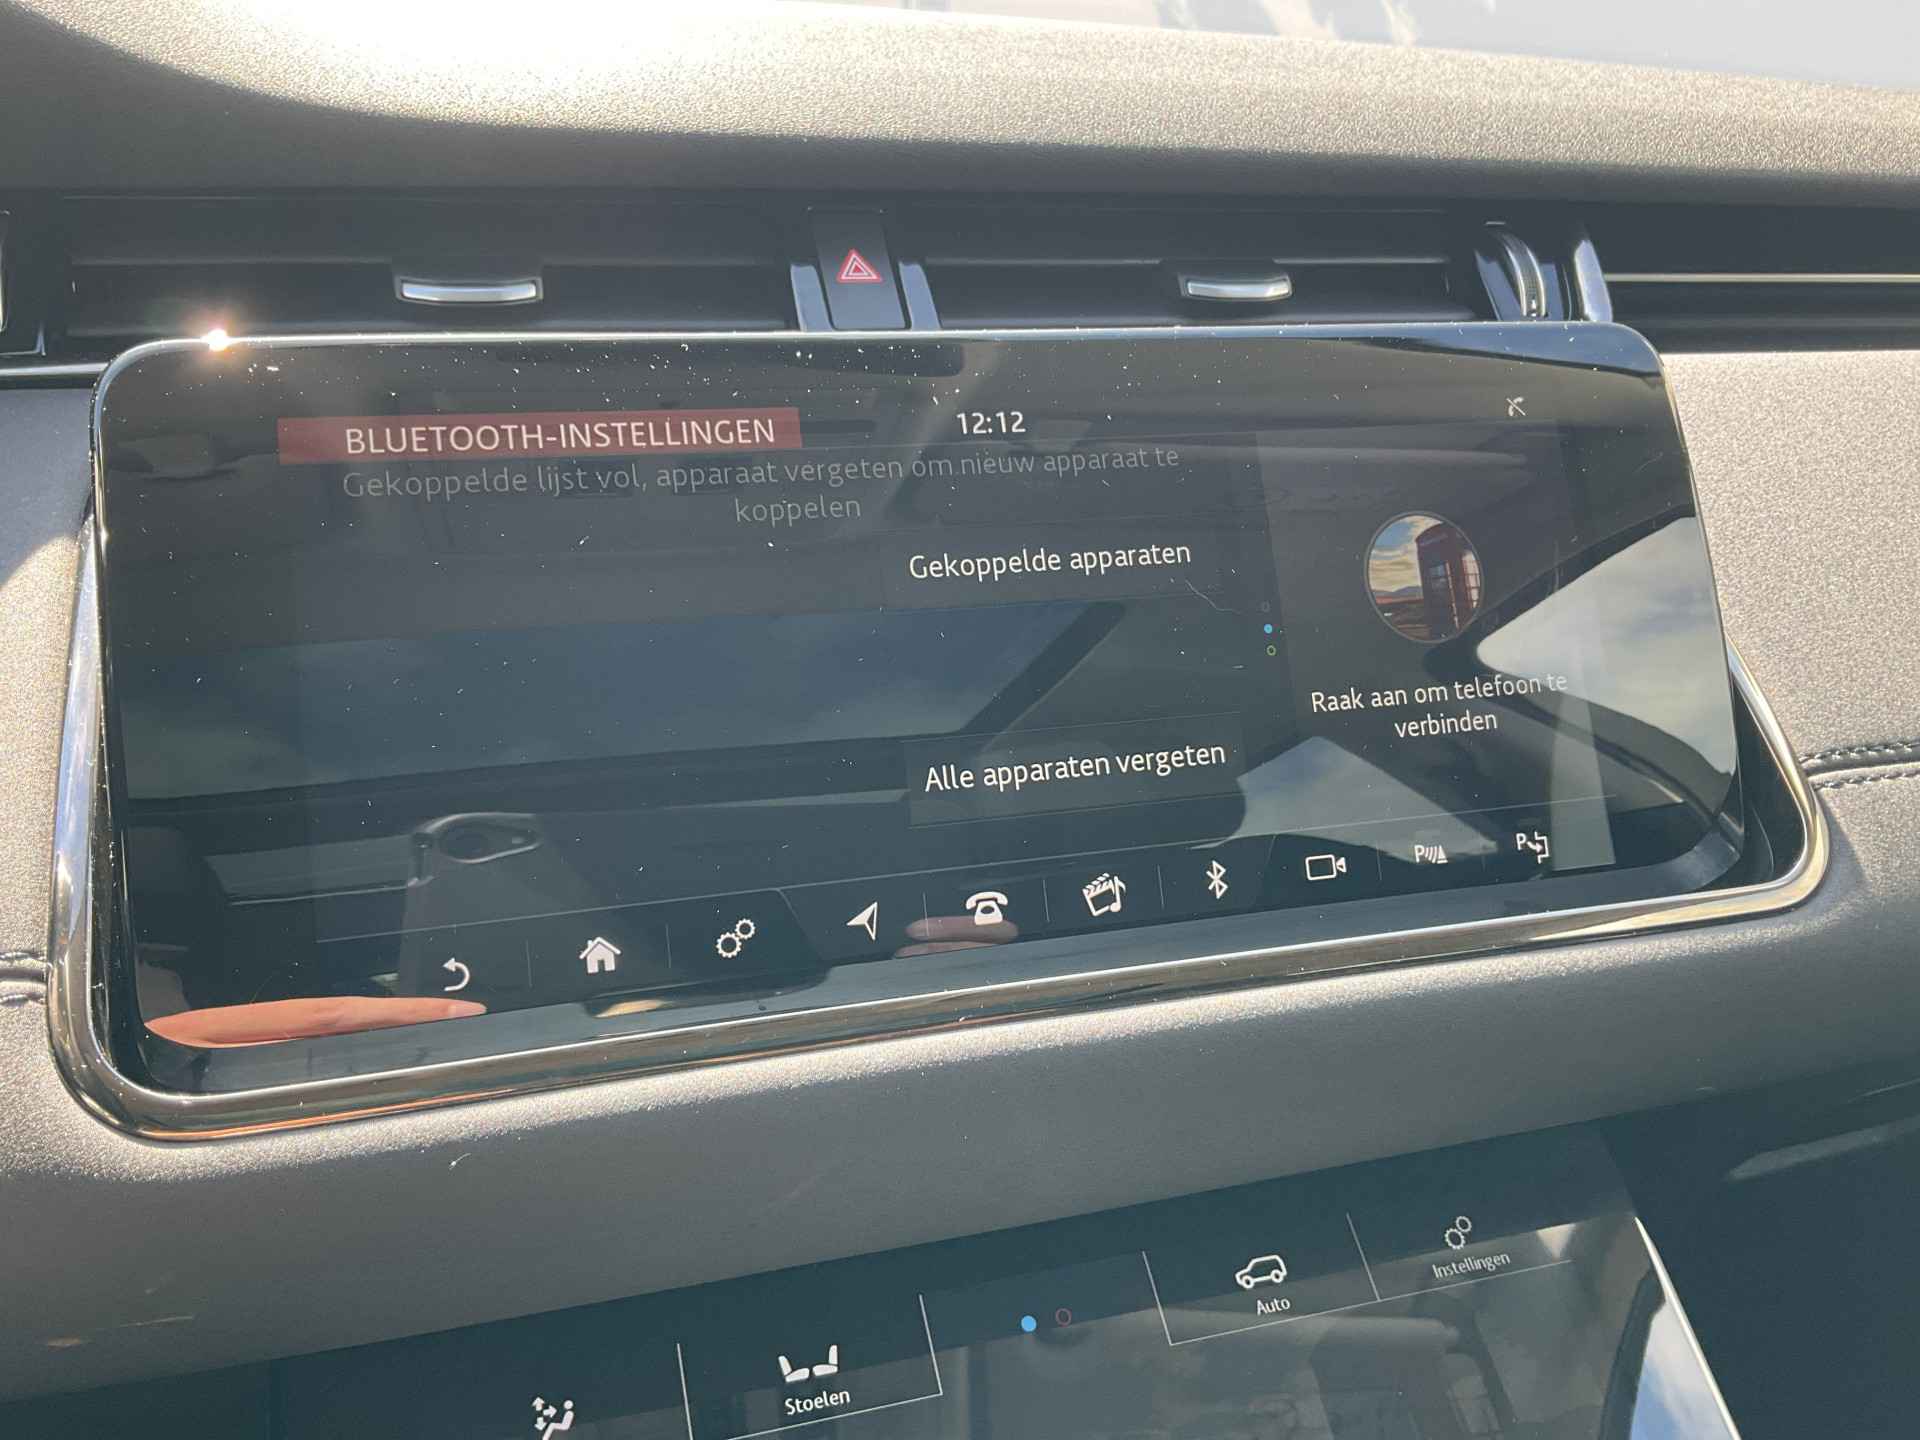 BLUETOOTH-INSTELLINGEN
12:12
Gekoppelde lijst vol, apparaat vergeten om nieuw apparaat te
koppelen
Gekoppelde apparaten
Raak aan om telefoon te
verbinden
Alle apparaten vergeten
P
P
Instellingen
Auto
Stoelen